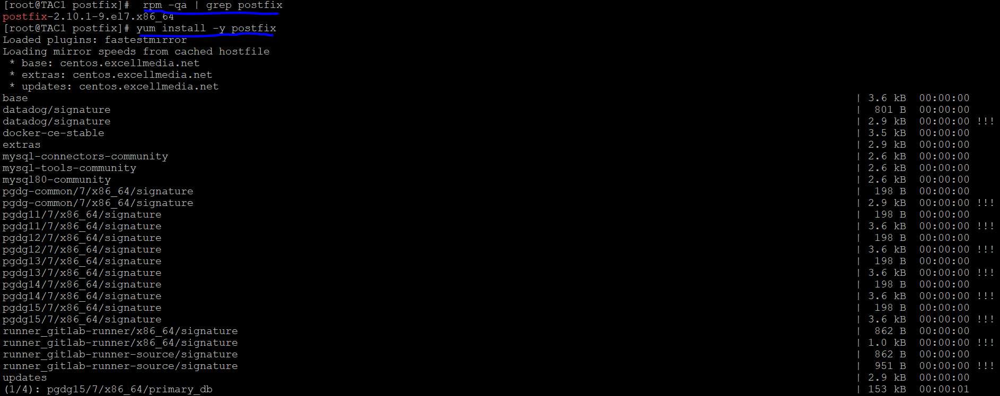 [root@TAC1 postfix]#  rpm -qa | grep postfix
postfix-2.10.1-9.el7.x86_64
[root@TAC1 postfix]# yum install -y postfix
Loaded plugins: fastestmirror
Loading mirror speeds from cached hostfile
 * base: centos.excellmedia.net
 * extras: centos.excellmedia.net
 * updates: centos.excellmedia.net
base | 3.6 kB  00:00:00
datadog/signature |  801 B  00:00:00
datadog/signature | 2.9 kB  00:00:00 !!!
docker-ce-stable | 3.5 kB  00:00:00
extras | 2.9 kB  00:00:00
mysql-connectors-community | 2.6 kB  00:00:00
mysql-tools-community | 2.6 kB  00:00:00
mysql80-community | 2.6 kB  00:00:00
pgdg-common/7/x86_64/signature |  198 B  00:00:00
pgdg-common/7/x86_64/signature | 2.9 kB  00:00:00 !!!
pgdg11/7/x86_64/signature |  198 B  00:00:00
pgdg11/7/x86_64/signature | 3.6 kB  00:00:00 !!!
pgdg12/7/x86_64/signature |  198 B  00:00:00
pgdg12/7/x86_64/signature | 3.6 kB  00:00:00 !!!
pgdg13/7/x86_64/signature |  198 B  00:00:00
pgdg13/7/x86_64/signature | 3.6 kB  00:00:00 !!!
pgdg14/7/x86_64/signature |  198 B  00:00:00
pgdg14/7/x86_64/signature | 3.6 kB  00:00:00 !!!
pgdg15/7/x86_64/signature |  198 B  00:00:00
pgdg15/7/x86_64/signature | 3.6 kB  00:00:00 !!!
runner_gitlab-runner/x86_64/signature |  862 B  00:00:00
runner_gitlab-runner/x86_64/signature | 1.0 kB  00:00:00 !!!
runner_gitlab-runner-source/signature |  862 B  00:00:00
runner_gitlab-runner-source/signature |  951 B  00:00:00 !!!
updates | 2.9 kB  00:00:00
(1/4): pgdg15/7/x86_64/primary_db | 153 kB  00:00:01